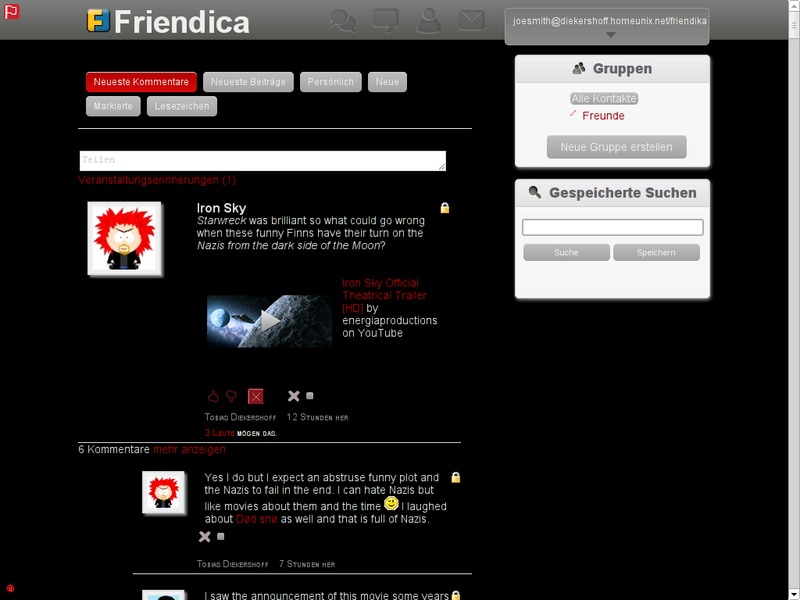 Friendica
joesmith@diekershoff.homeunix.net/friendika
Neueste Kommentare
Neueste Beiträge
Persönlich
Neue
Markierte
Lesezeichen
Teilen
Veranstaltungserinnerungen (1)
Iron Sky
Starwreck was brilliant so what could go wrong
when these funny Finns have their turn on the
Nazis from the dark side of the Moon?
Iron Sky Official
Theatrical Trailer
[HD] by
energiaproductions
on YouTube
Tobias Diekershoff 12 Stunden her
3 Leute mögen das.
6 Kommentare mehr anzeigen
Yes I do but I expect an abstruse funny plot and
the Nazis to fail in the end. I can hate Nazis but
like movies about them and the time I laughed
about Død snø as well and that is full of Nazis.
Tobias Diekershoff 7 Stunden her
I saw the announcement of this movie some years
Gruppen
Alle Kontakte
Freunde
Neue Gruppe erstellen
Gespeicherte Suchen
Suche
Speichern